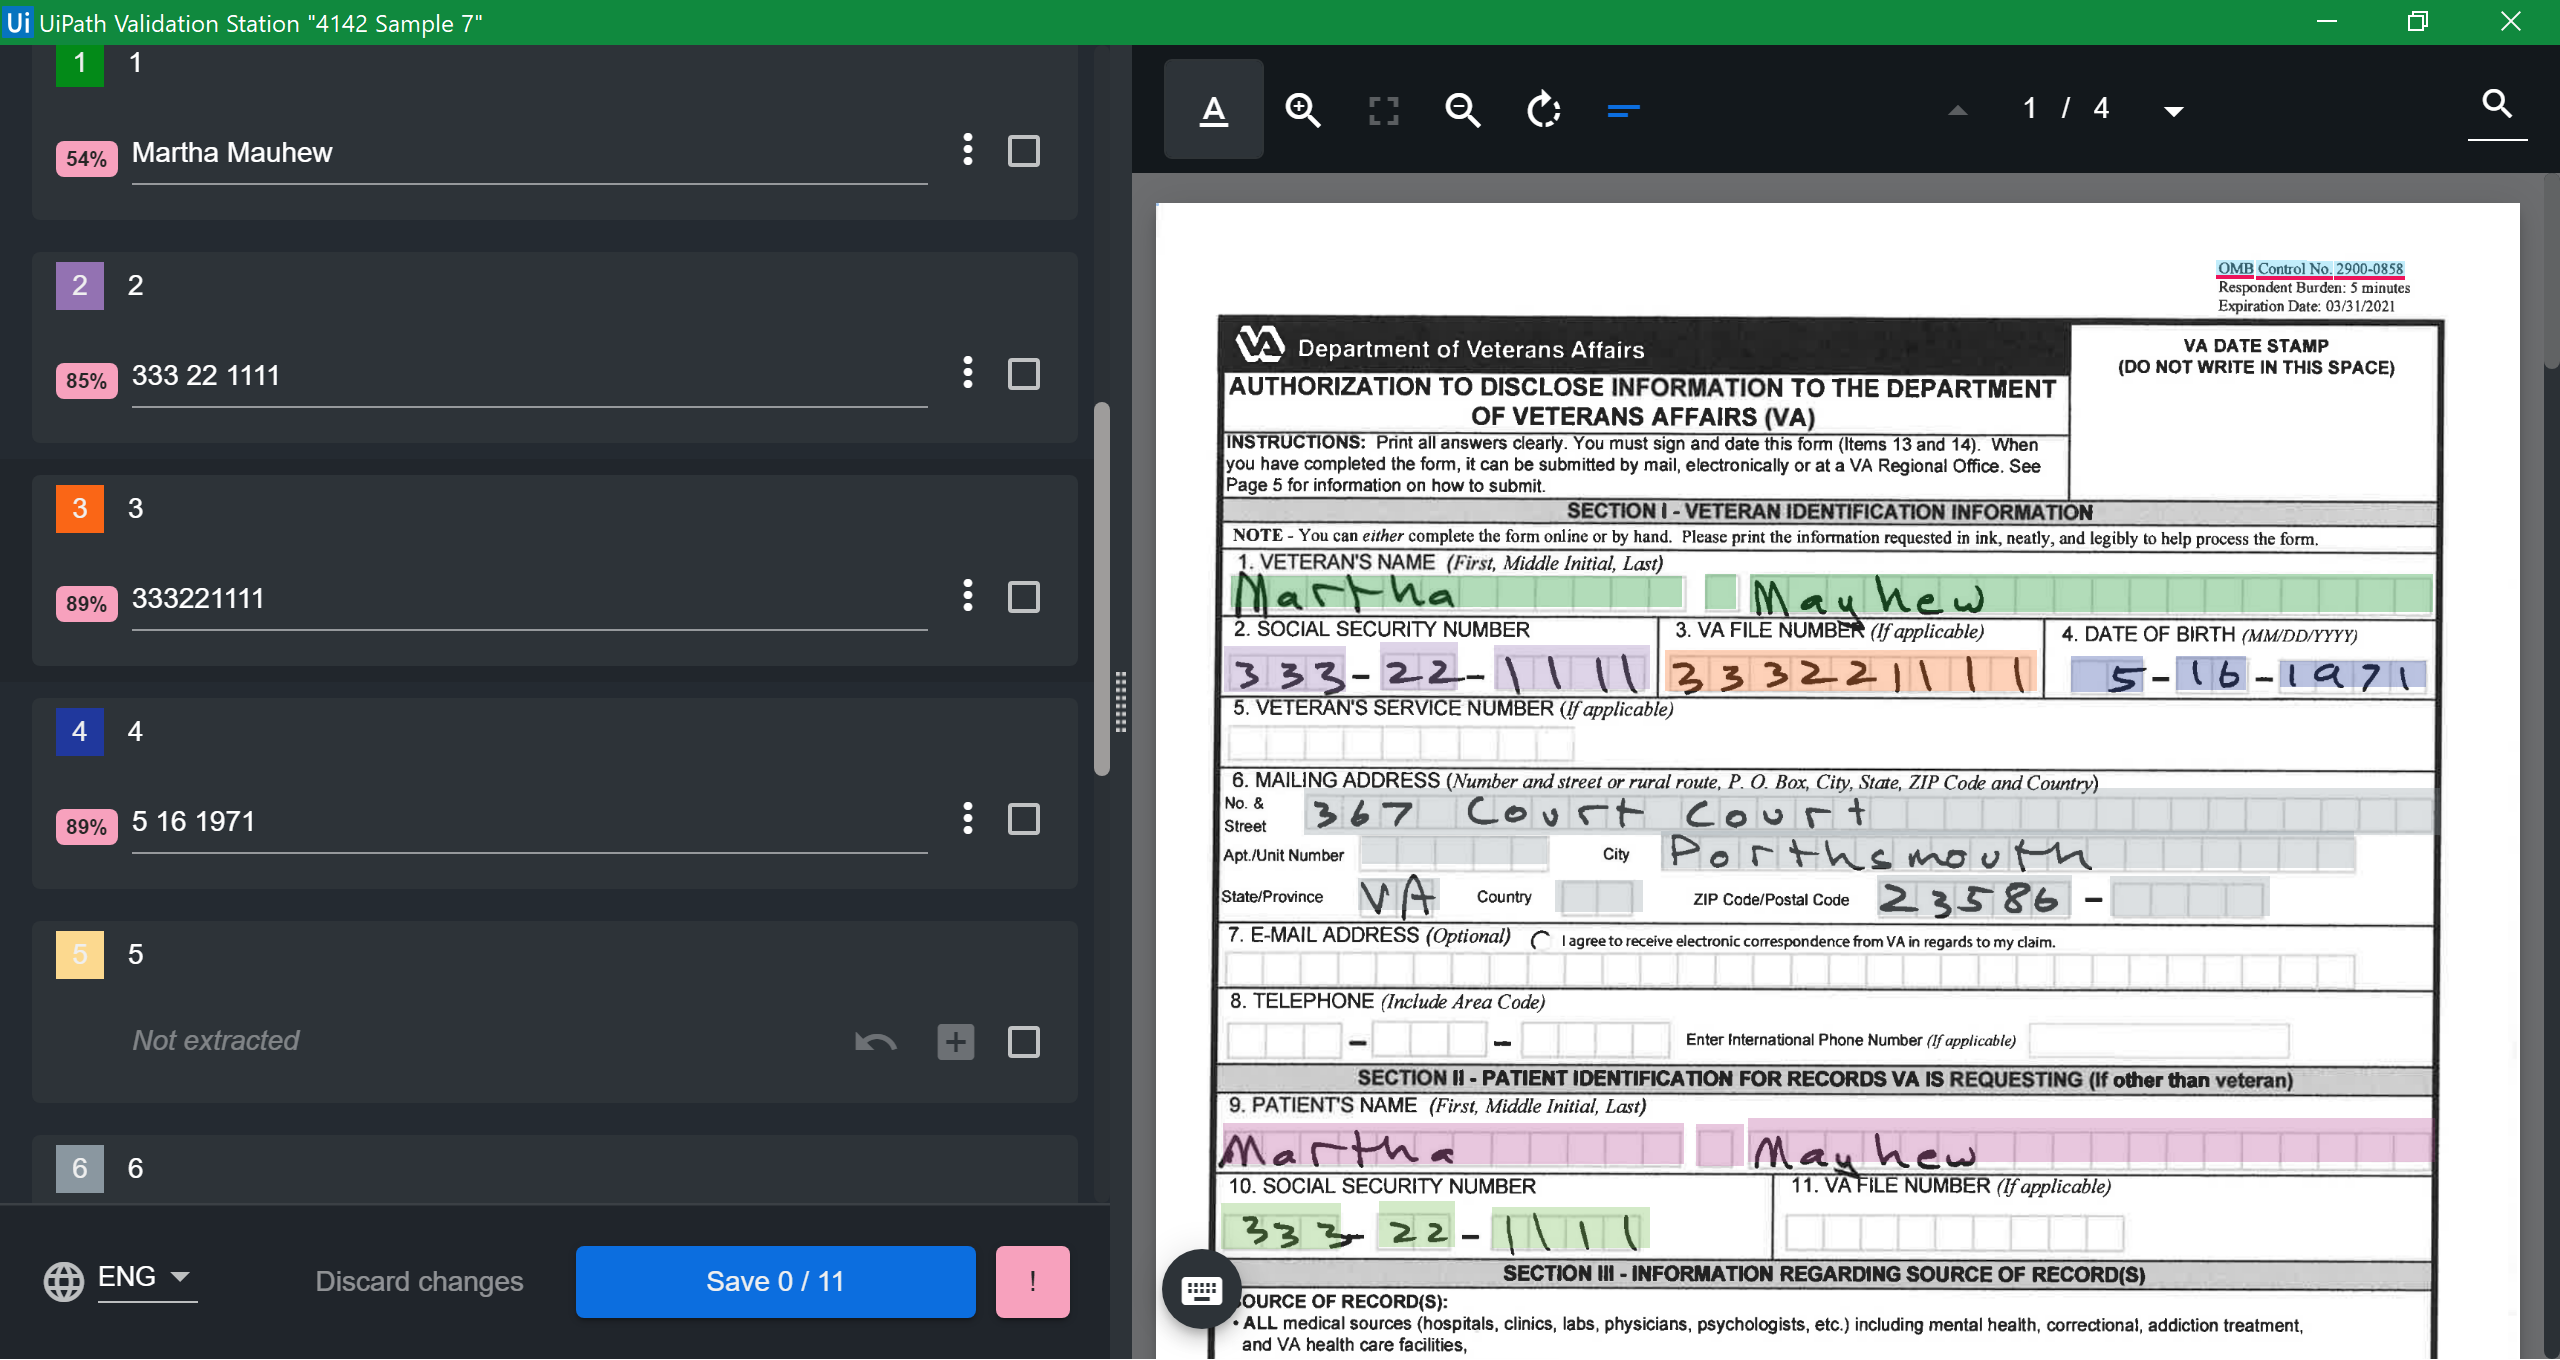 Ui UiPath Validation Station "4142 Sample 7"
1 1
54% Martha Mauhew
2 2
85% 333 22 1111
3 3
89% 333221111
4 4
89% 5 16 1971
5 5
Not extracted
6 6
ENG Discard changes Save 0 / 11 !
A 1 / 4
OMB Control No. 2900-0858
Respondent Burden: 5 minutes
Expiration Date: 03/31/2021
VA Department of Veterans Affairs
VA DATE STAMP
(DO NOT WRITE IN THIS SPACE)
AUTHORIZATION TO DISCLOSE INFORMATION TO THE DEPARTMENT
OF VETERANS AFFAIRS (VA)
INSTRUCTIONS: Print all answers clearly. You must sign and date this form (Items 13 and 14). When
you have completed the form, it can be submitted by mail, electronically or at a VA Regional Office. See
Page 5 for information on how to submit.
SECTION I - VETERAN IDENTIFICATION INFORMATION
NOTE - You can either complete the form online or by hand. Please print the information requested in ink, neatly, and legibly to help process the form.
1. VETERAN'S NAME (First, Middle Initial, Last)
Martha Mayhew
2. SOCIAL SECURITY NUMBER 3. VA FILE NUMBER (If applicable) 4. DATE OF BIRTH (MM/DD/YYYY)
333-22-1111 333221111 5-16-1971
5. VETERAN'S SERVICE NUMBER (If applicable)
6. MAILING ADDRESS (Number and street or rural route, P. O. Box, City, State, ZIP Code and Country)
No. &
Street 367 Court Court
Apt./Unit Number City Porthsmouth
State/Province VA Country ZIP Code/Postal Code 23586 -
7. E-MAIL ADDRESS (Optional) I agree to receive electronic correspondence from VA in regards to my claim.
8. TELEPHONE (Include Area Code)
- - Enter International Phone Number (If applicable)
SECTION II - PATIENT IDENTIFICATION FOR RECORDS VA IS REQUESTING (If other than veteran)
9. PATIENT'S NAME (First, Middle Initial, Last)
Martha Mayhew
10. SOCIAL SECURITY NUMBER 11. VA FILE NUMBER (If applicable)
333-22-1111
SECTION III - INFORMATION REGARDING SOURCE OF RECORD(S)
OURCE OF RECORD(S):
• ALL medical sources (hospitals, clinics, labs, physicians, psychologists, etc.) including mental health, correctional, addiction treatment,
and VA health care facilities,